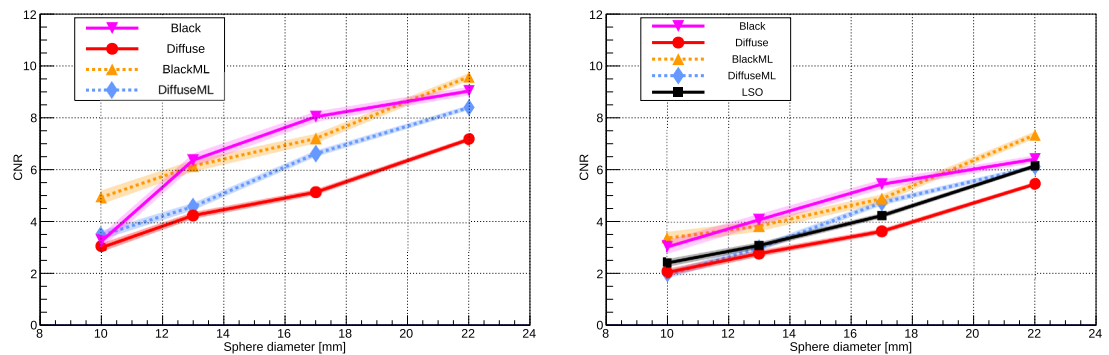 12
10
8
6
4
2
0
CNR
Black
Diffuse
BlackML
DiffuseML
8 10 12 14 16 18 20 22 24
Sphere diameter [mm]
12
10
8
6
4
2
0
CNR
Black
Diffuse
BlackML
DiffuseML
LSO
8 10 12 14 16 18 20 22 24
Sphere diameter [mm]